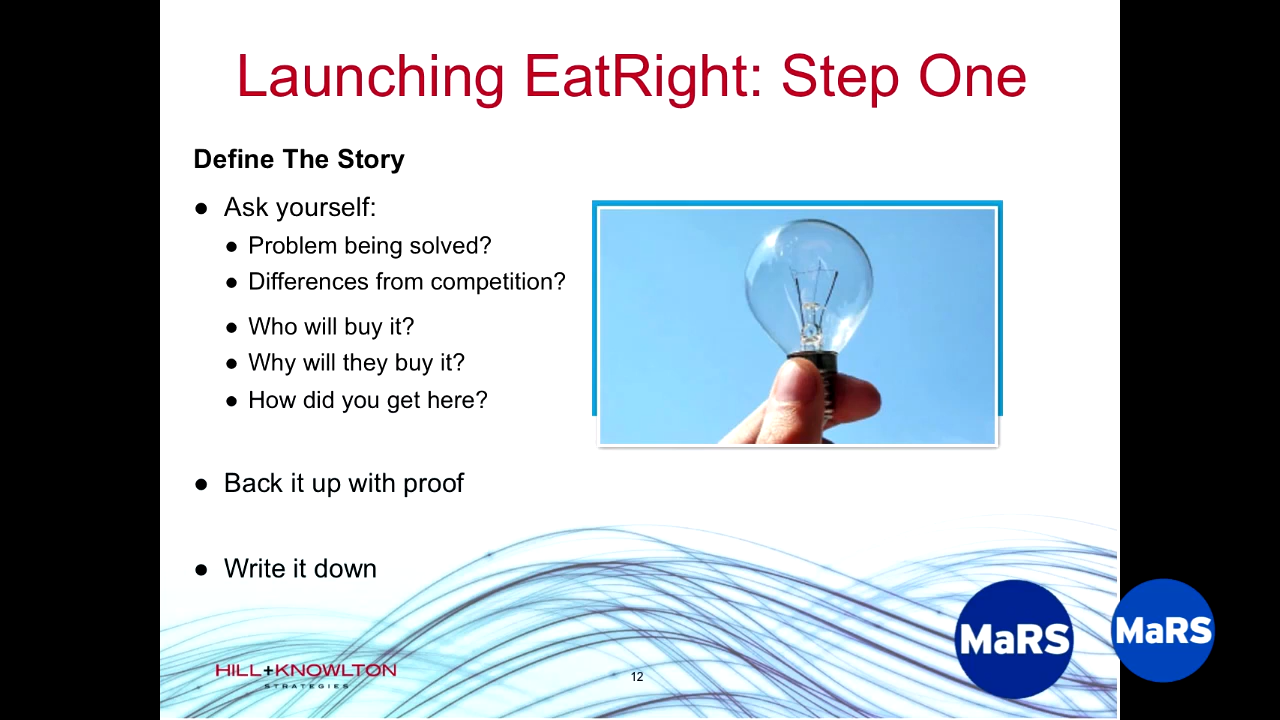 Launching EatRight: Step One
Define The Story
● Ask yourself:
● Problem being solved?
● Differences from competition?
● Who will buy it?
● Why will they buy it?
● How did you get here?
● Back it up with proof
● Write it down
HILL+KNOWLTON
STRATEGIES
12
MaRS
MaRS